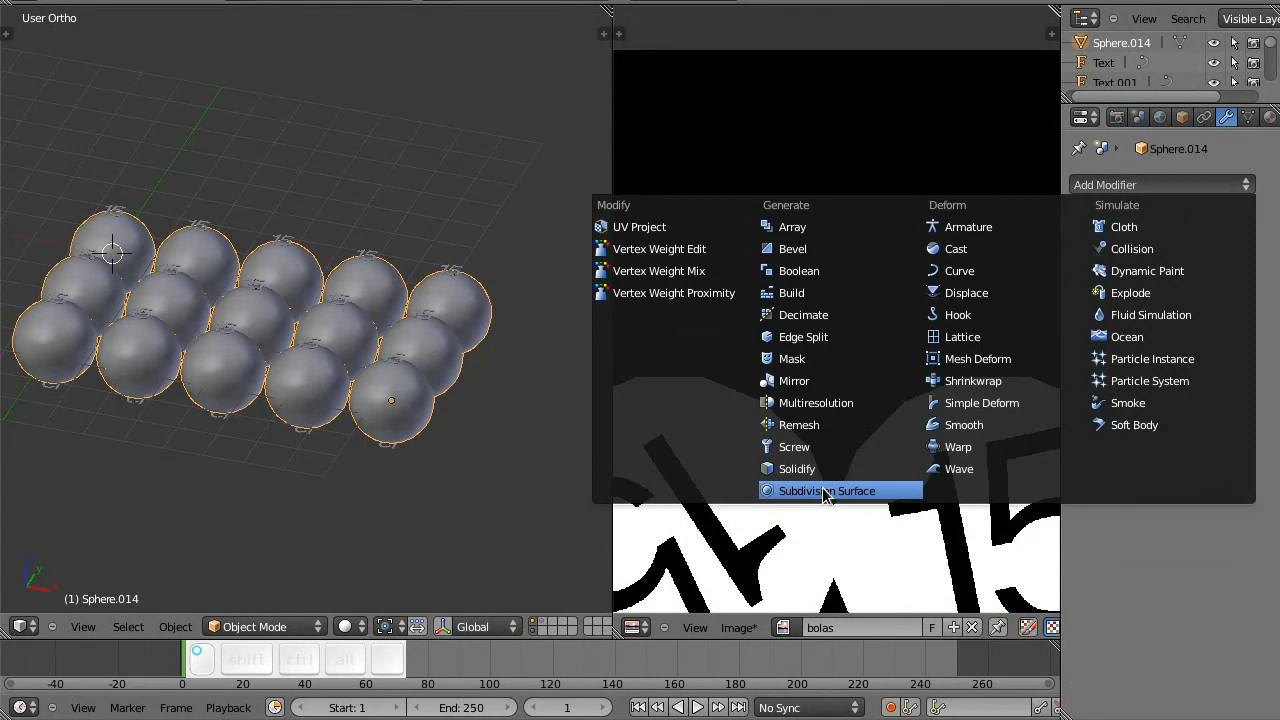 User Ortho
View Search Visible Laye
Sphere.014
Text
Text.001
Sphere.014
Add Modifier
Modify
UV Project
Vertex Weight Edit
Vertex Weight Mix
Vertex Weight Proximity
Generate
Array
Bevel
Boolean
Build
Decimate
Edge Split
Mask
Mirror
Multiresolution
Remesh
Screw
Solidify
Subdivision Surface
Deform
Armature
Cast
Curve
Displace
Hook
Lattice
Mesh Deform
Shrinkwrap
Simple Deform
Smooth
Warp
Wave
Simulate
Cloth
Collision
Dynamic Paint
Explode
Fluid Simulation
Ocean
Particle Instance
Particle System
Smoke
Soft Body
15
(1) Sphere.014
View Select Object Object Mode Global
View Image* bolas F
shift ctrl alt
-40 -20 0 20 40 60 80 100 120 140 160 180 200 220 240 260
View Marker Frame Playback Start: 1 End: 250 1 No Sync